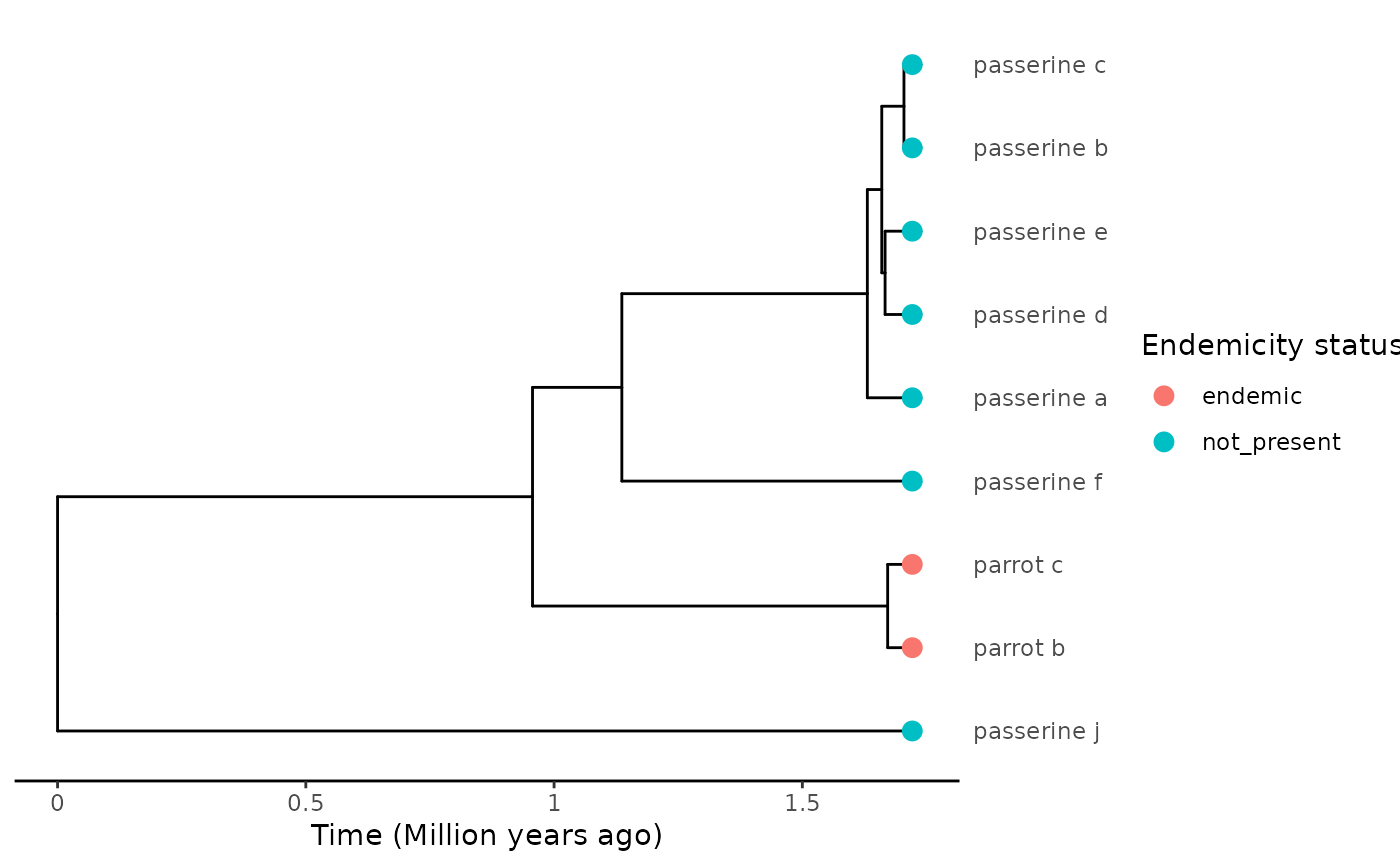 passerine c
passerine b
passerine e
passerine d
passerine a
passerine f
parrot c
parrot b
passerine j
Endemicity status
endemic
not_present
0 0.5 1 1.5
Time (Million years ago)